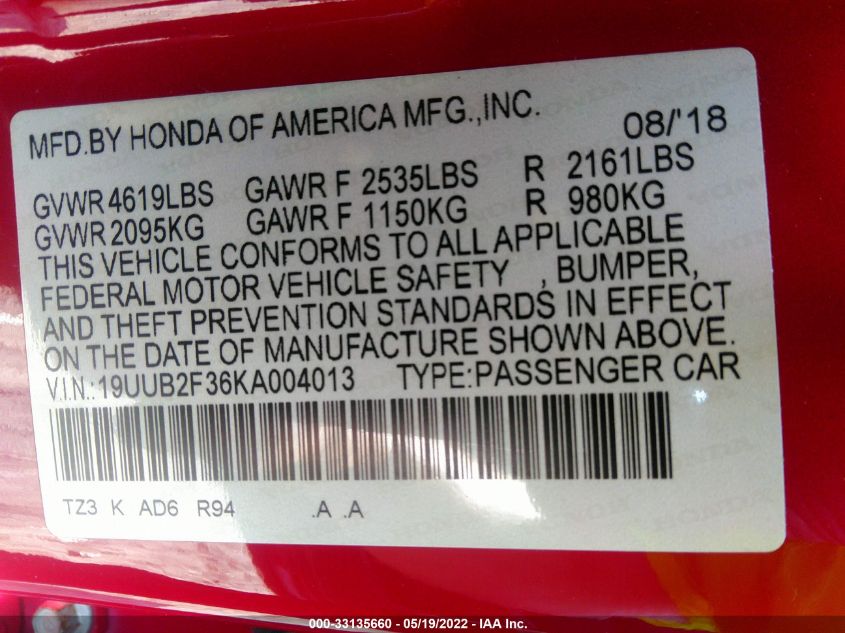 MFD.BY HONDA OF AMERICA MFG.,INC. 08/'18
GVWR 4619LBS GAWR F 2535LBS R 2161LBS
GVWR 2095KG GAWR F 1150KG R 980KG
THIS VEHICLE CONFORMS TO ALL APPLICABLE
FEDERAL MOTOR VEHICLE SAFETY , BUMPER,
AND THEFT PREVENTION STANDARDS IN EFFECT
ON THE DATE OF MANUFACTURE SHOWN ABOVE.
V.I.N.:19UUB2F36KA004013 TYPE:PASSENGER CAR
TZ3 K AD6 R94 .A .A
000-33135660 - 05/19/2022 - IAA Inc.